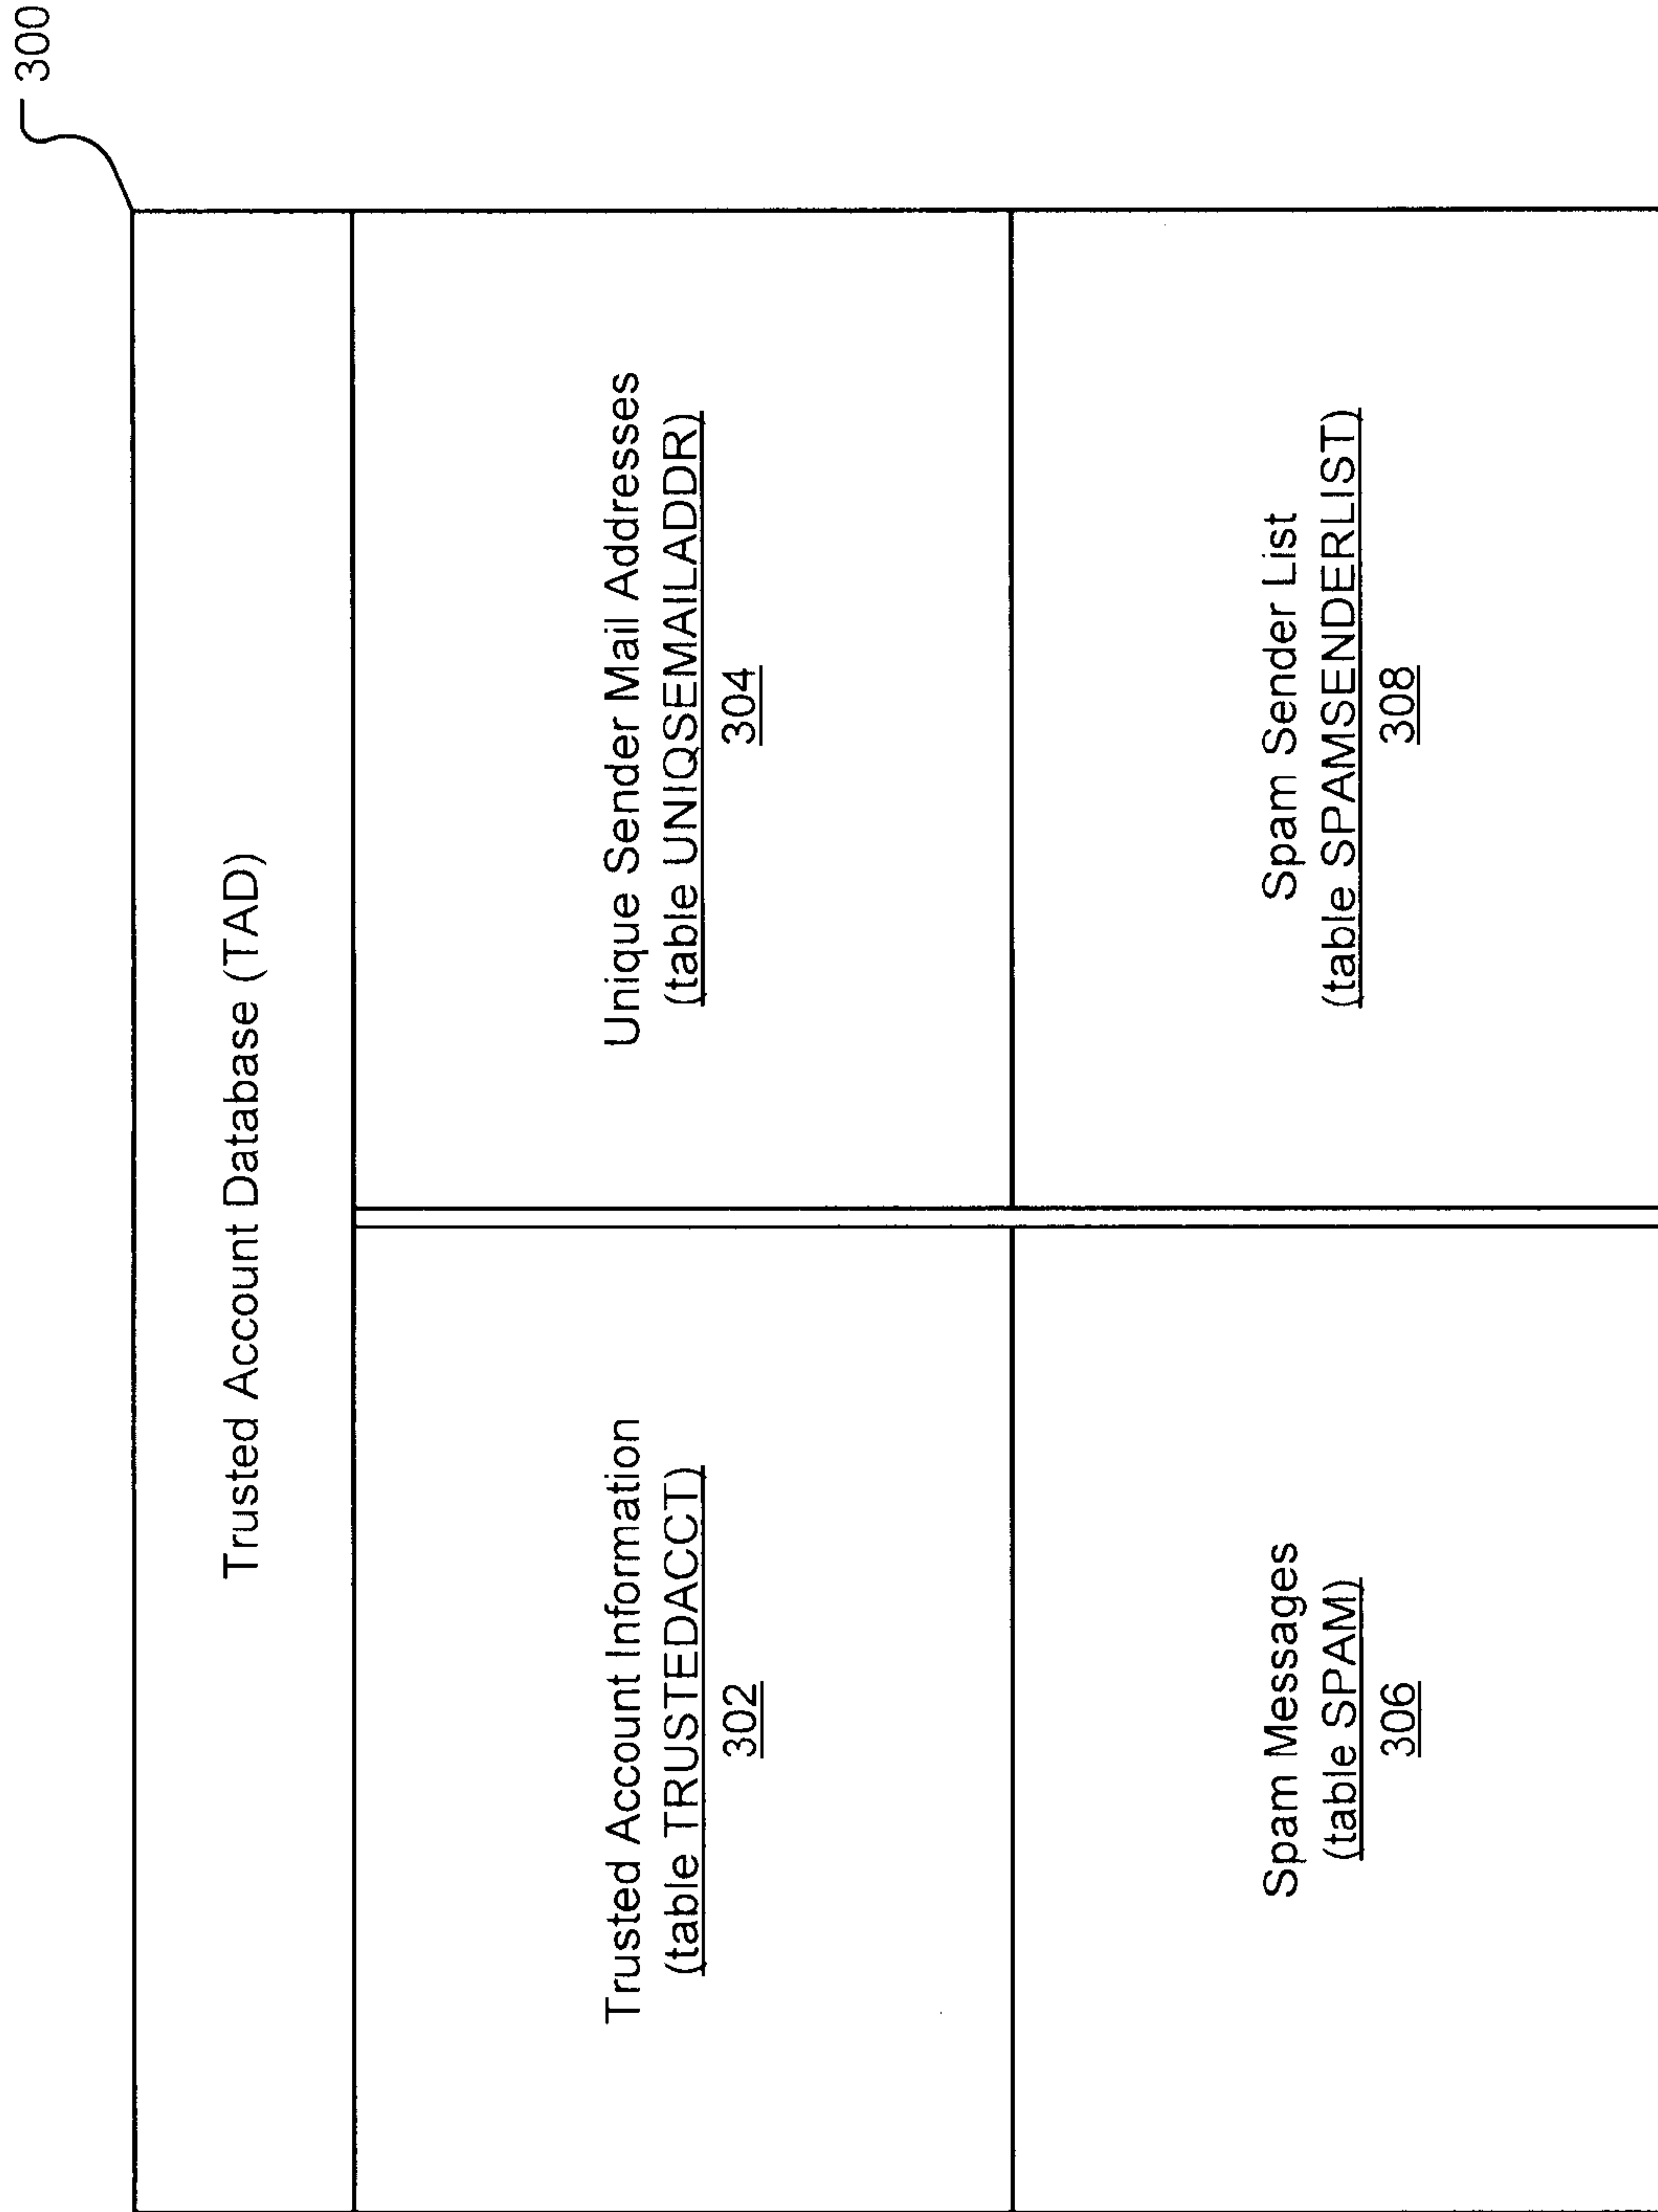 300
Trusted Account Database (TAD)
Trusted Account Information
(table TRUSTEDACCT)
302
Unique Sender Mail Addresses
(table UNIQSEMAILADDR)
304
Spam Messages
(table SPAM)
306
Spam Sender List
(table SPAMSENDERLIST)
308